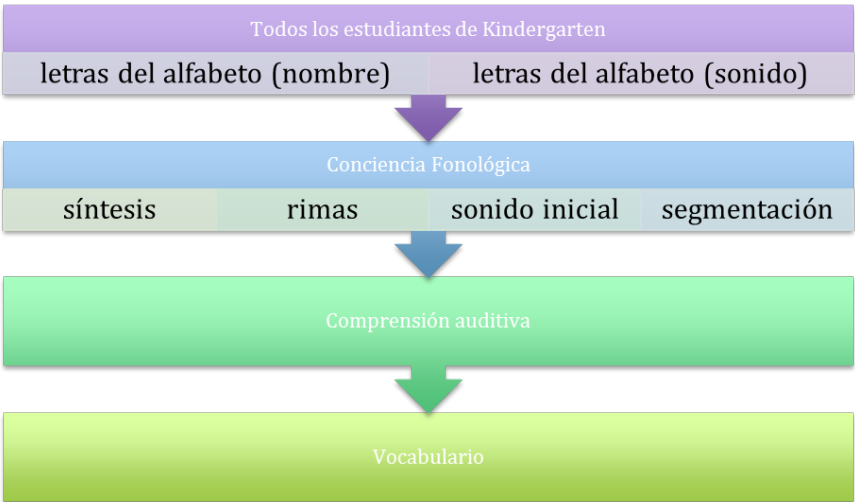 Todos los estudiantes de Kindergarten
letras del alfabeto (nombre) letras del alfabeto (sonido)
Conciencia Fonológica
síntesis rimas sonido inicial segmentación
Comprensión auditiva
Vocabulario